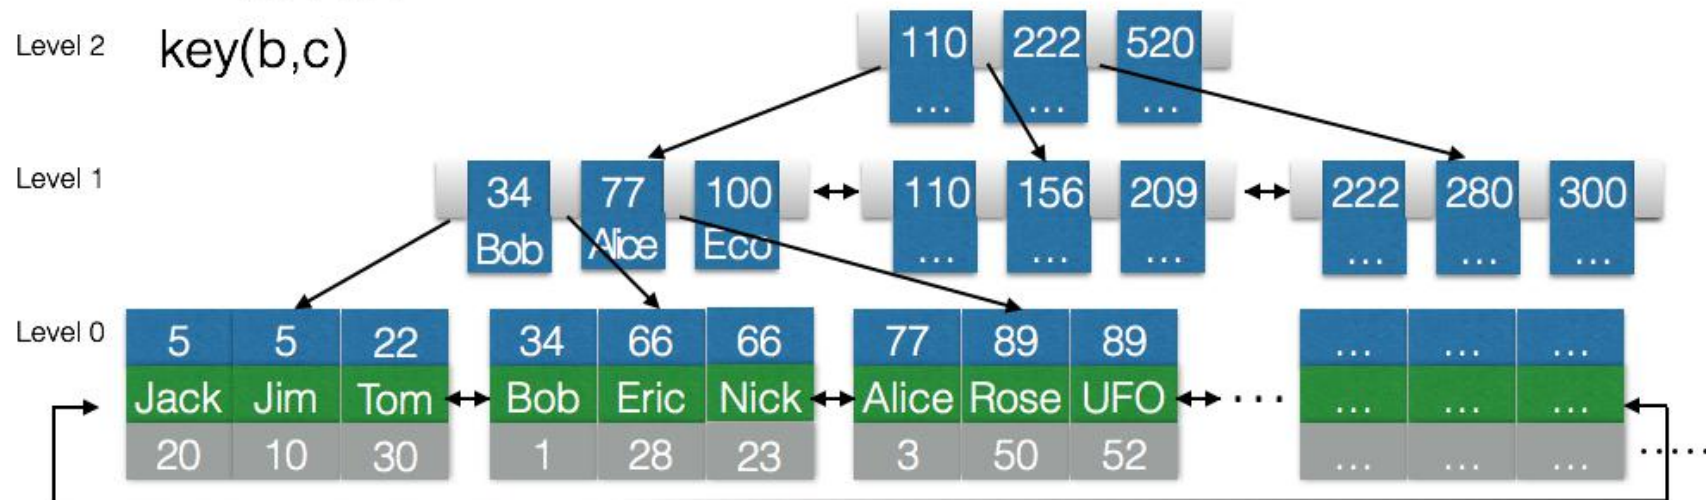 Level 2 key(b,c) 110 222 520
... ... ...
Level 1 34 77 100 110 156 209 222 280 300
Bob Alice Eco ... ... ... ... ... ...
Level 0 5 5 22 34 66 66 77 89 89 ... ... ...
Jack Jim Tom Bob Eric Nick Alice Rose UFO ... ... ... ...
20 10 30 1 28 23 3 50 52 ... ... ... .....